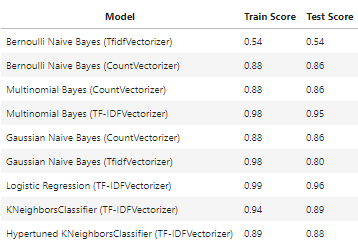 Model Train Score Test Score
Bernoulli Naive Bayes (TfidfVectorizer) 0.54 0.54
Bernoulli Naive Bayes (CountVectorizer) 0.88 0.86
Multinomial Bayes (CountVectorizer) 0.88 0.86
Multinomial Bayes (TF-IDFVectorizer) 0.98 0.95
Gaussian Naive Bayes (CountVectorizer) 0.88 0.86
Gaussian Naive Bayes (TfidfVectorizer) 0.98 0.80
Logistic Regression (TF-IDFVectorizer) 0.99 0.96
KNeighborsClassifier (TF-IDFVectorizer) 0.94 0.89
Hypertuned KNeighborsClassifier (TF-IDFVectorizer) 0.89 0.88